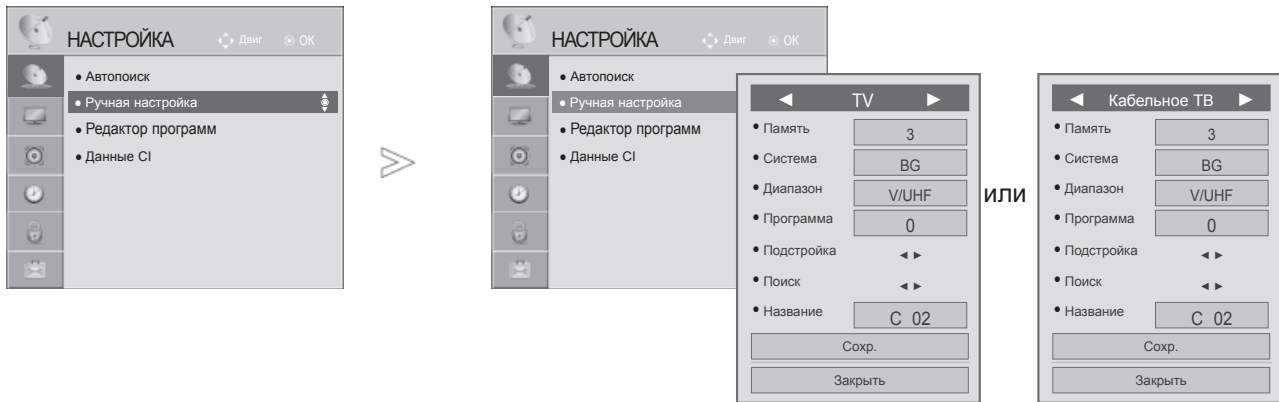 НАСТРОЙКА Двиг OK
• Автопоиск
• Ручная настройка
• Редактор программ
• Данные CI
НАСТРОЙКА Двиг OK
• Автопоиск
• Ручная настройка
• Редактор программ
• Данные CI
◄ TV ►
• Память 3
• Система BG
• Диапазон V/UHF
• Программа 0
• Подстройка ◄ ►
• Поиск ◄ ►
• Название C 02
Сохр.
Закрыть
или
◄ Кабельное ТВ ►
• Память 3
• Система BG
• Диапазон V/UHF
• Программа 0
• Подстройка ◄ ►
• Поиск ◄ ►
• Название C 02
Сохр.
Закрыть